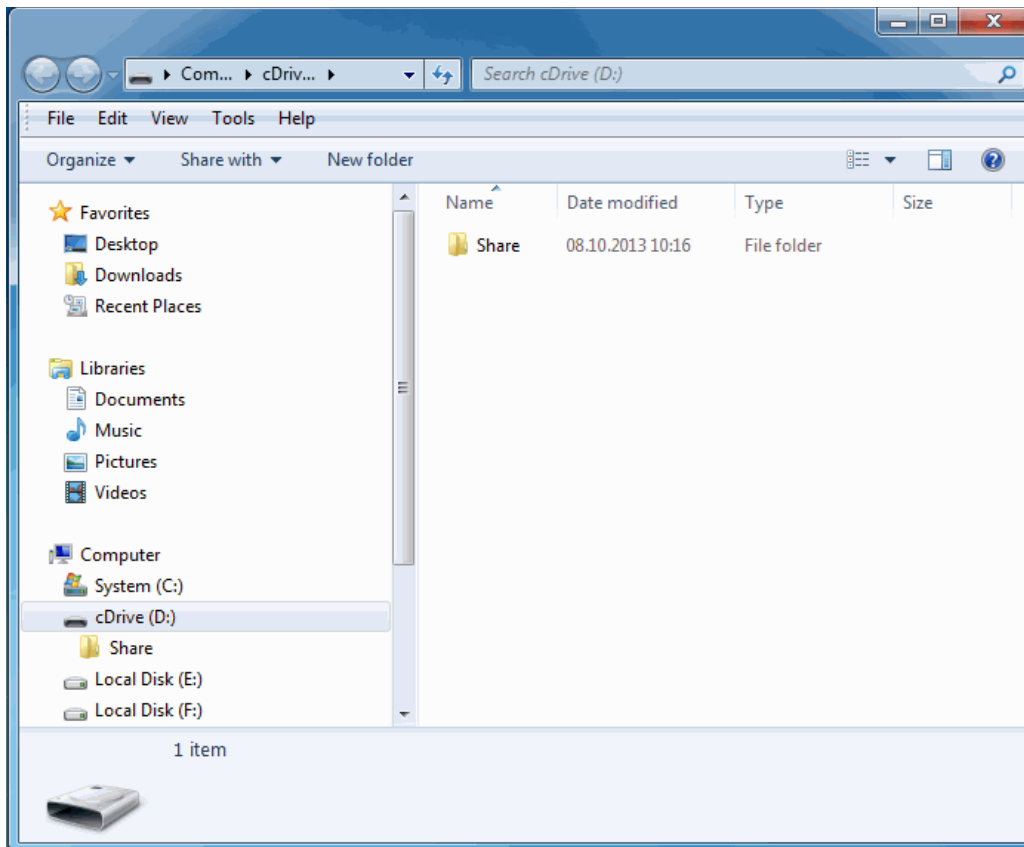 Com... cDriv...
Search cDrive (D:)
File Edit View Tools Help
Organize Share with New folder
Favorites
Desktop
Downloads
Recent Places
Libraries
Documents
Music
Pictures
Videos
Computer
System (C:)
cDrive (D:)
Share
Local Disk (E:)
Local Disk (F:)
Name Date modified Type Size
Share 08.10.2013 10:16 File folder
1 item